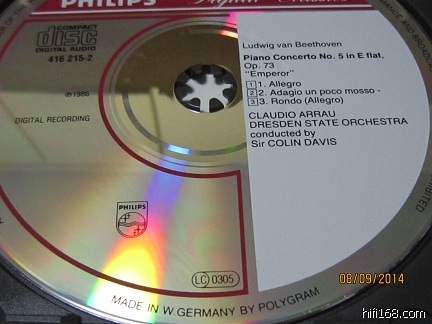 PHILIPS Digital Classics
COMPACT
disc
DIGITAL AUDIO
416 215-2
Ⓟ1986
DIGITAL RECORDING
Ludwig van Beethoven
Piano Concerto No. 5 in E flat,
Op. 73
"Emperor"
1 1. Allegro
2 2. Adagio un poco mosso -
3 3. Rondo (Allegro)
CLAUDIO ARRAU
DRESDEN STATE ORCHESTRA
conducted by
Sir COLIN DAVIS
PHILIPS
LC 0305
MADE IN W.GERMANY BY POLYGRAM
08/09/2014
hifi168.com